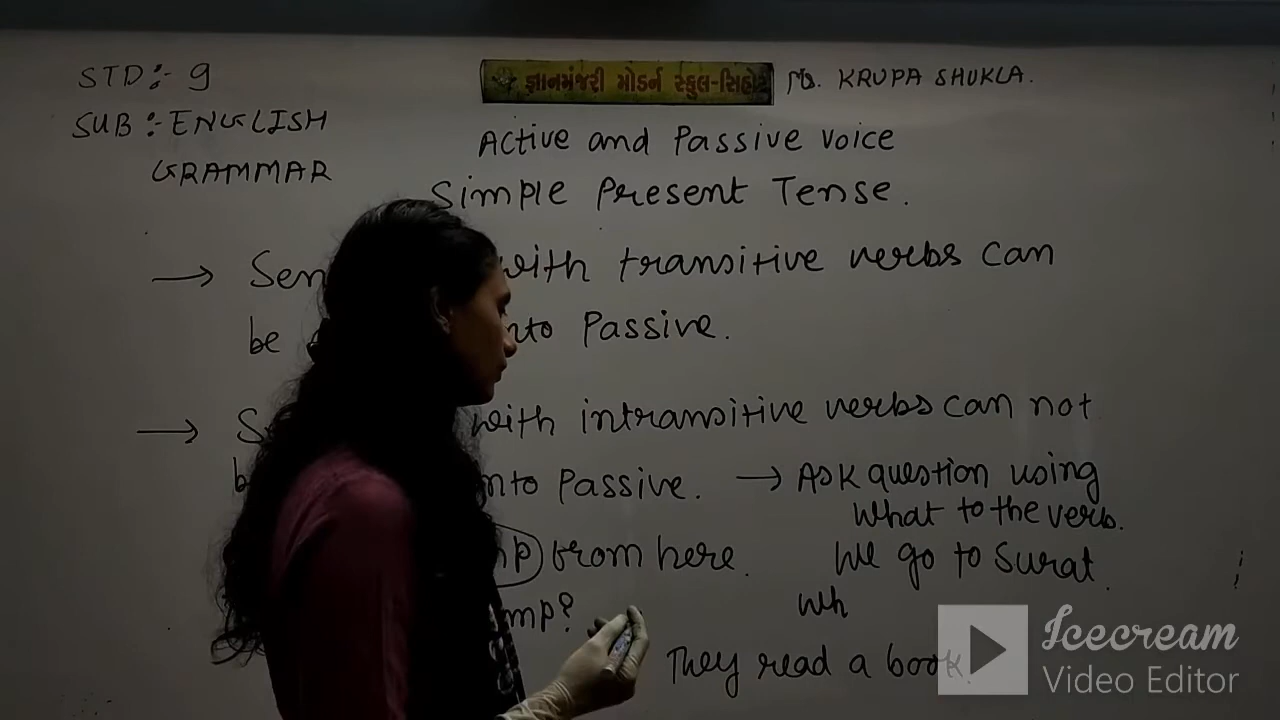 STD:- 9
જ્ઞાનમંજરી મોડર્ન સ્કુલ-સિહોર
Ms. KRUPA SHUKLA.
SUB :- ENGLISH
GRAMMAR
Active and Passive voice
Simple Present Tense.
→ Sen with transitive verbs can
be into Passive.
→ S with intransitive verbs can not
b into Passive. → Ask question using
What to the verb.
from here. We go to Surat.
mp? Wh
They read a book.
Icecream
Video Editor